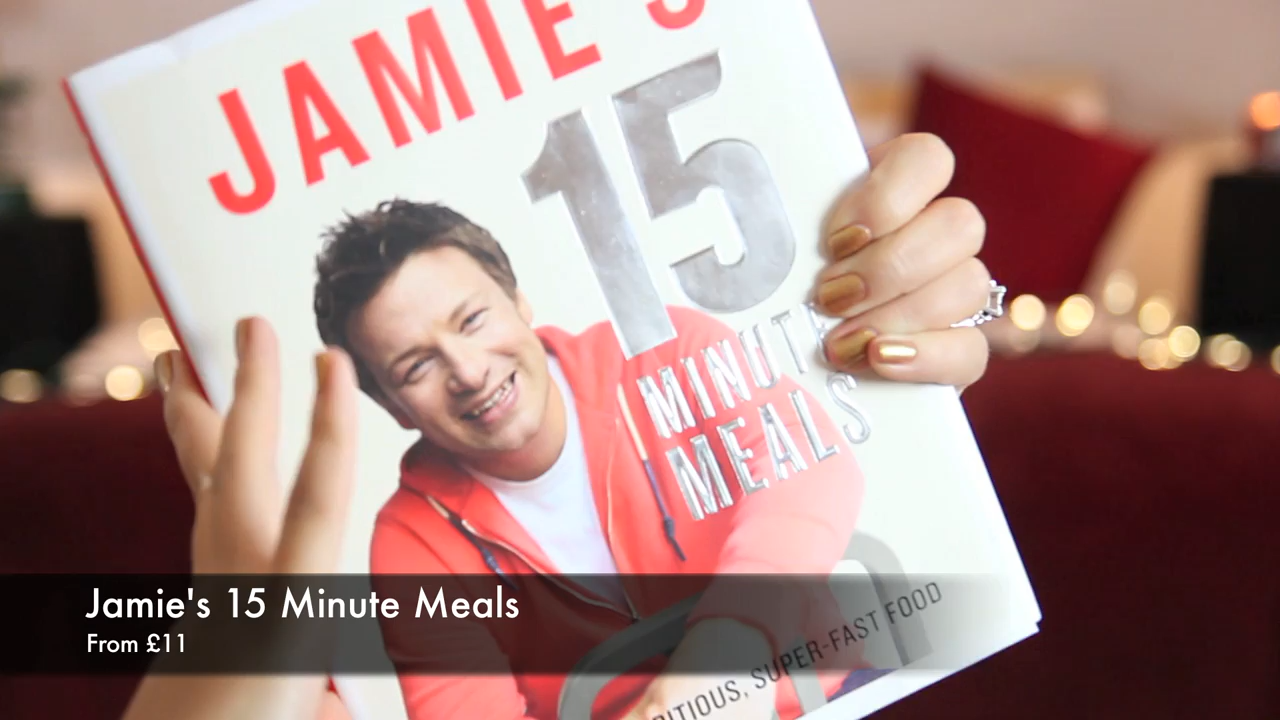 JAMIE'S
15
MINUTE
MEALS
SUPER-FAST FOOD
Jamie's 15 Minute Meals
From £11